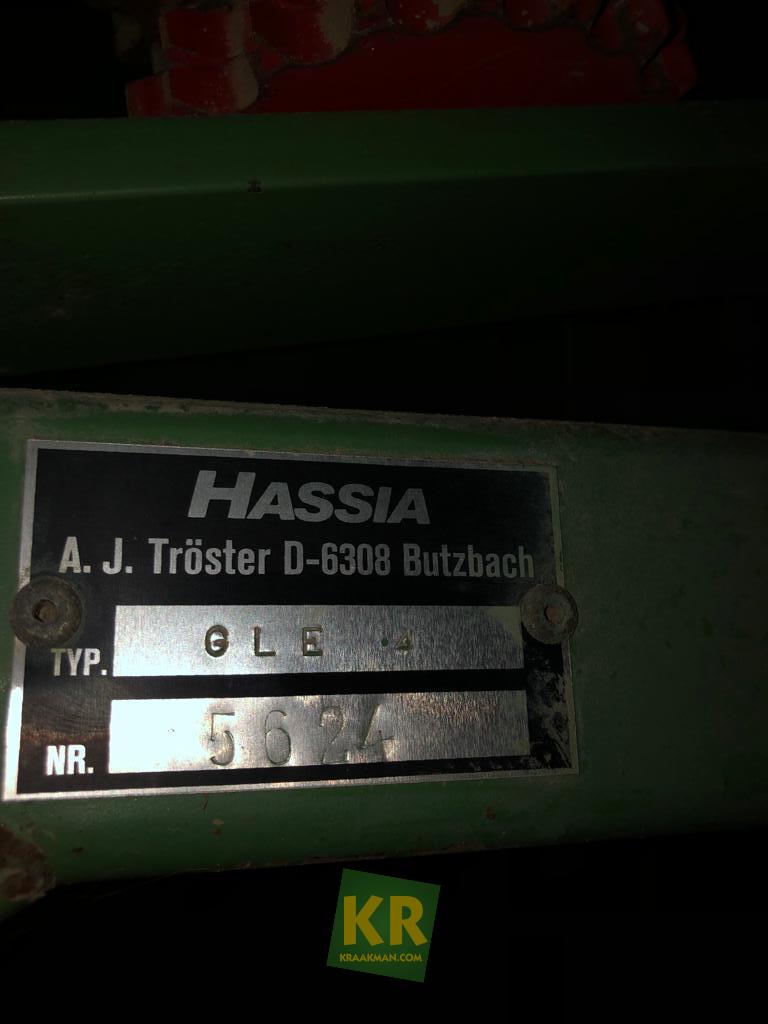 HASSIA
A. J. Tröster D-6308 Butzbach
TYP. GLE 4
NR. 5624
KR
KRAAKMAN.COM